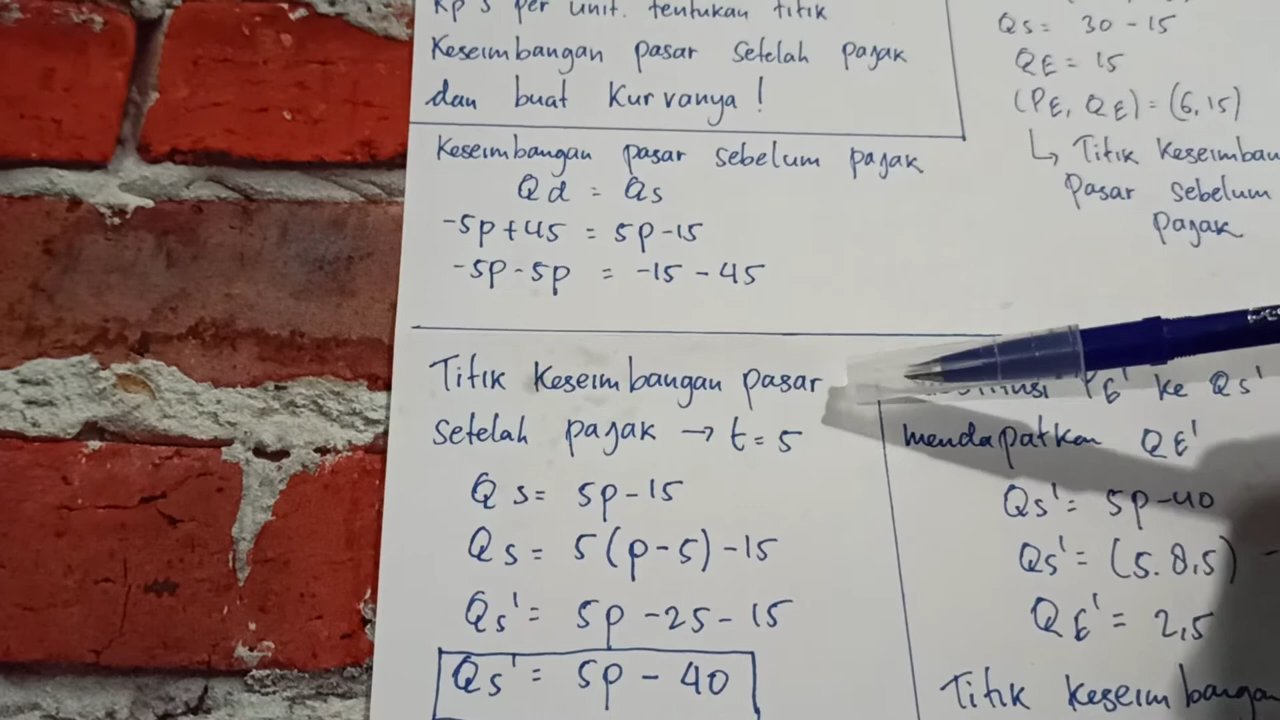 Rp 5 per unit. tentukan titik
Keseimbangan pasar setelah pajak
dan buat Kurvanya !
Keseimbangan pasar sebelum pajak
Qd = Qs
-5p+45 = 5p-15
-5p-5p = -15-45
Qs = 30-15
QE = 15
(PE, QE) = (6,15)
↳ Titik Keseimban
Pasar sebelum
Pajak
Titik Keseimbangan pasar
setelah pajak → t = 5
Qs = 5p-15
Qs = 5(p-5)-15
Qs' = 5p-25-15
Qs' = 5p-40
PE' ke Qs'
mendapatkan QE'
Qs' = 5p-40
Qs' = (5.8,5) -
QE' = 2,5
Titik Keseimbangan